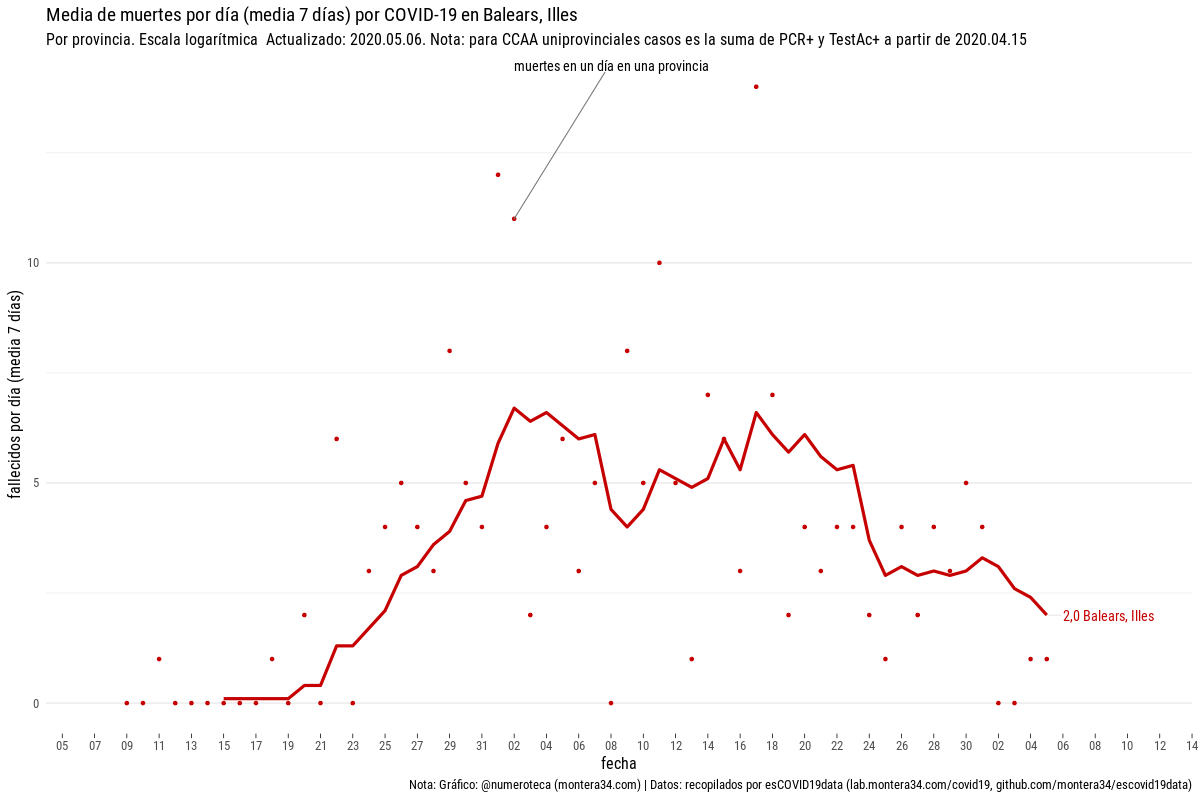 Media de muertes por día (media 7 días) por COVID-19 en Balears, Illes
Por provincia. Escala logarítmica  Actualizado: 2020.05.06. Nota: para CCAA uniprovinciales casos es la suma de PCR+ y TestAc+ a partir de 2020.04.15
muertes en un día en una provincia
fallecidos por día (media 7 días)
10
5
0
2,0 Balears, Illes
05 07 09 11 13 15 17 19 21 23 25 27 29 31 02 04 06 08 10 12 14 16 18 20 22 24 26 28 30 02 04 06 08 10 12 14
fecha
Nota: Gráfico: @numeroteca (montera34.com) | Datos: recopilados por esCOVID19data (lab.montera34.com/covid19, github.com/montera34/escovid19data)